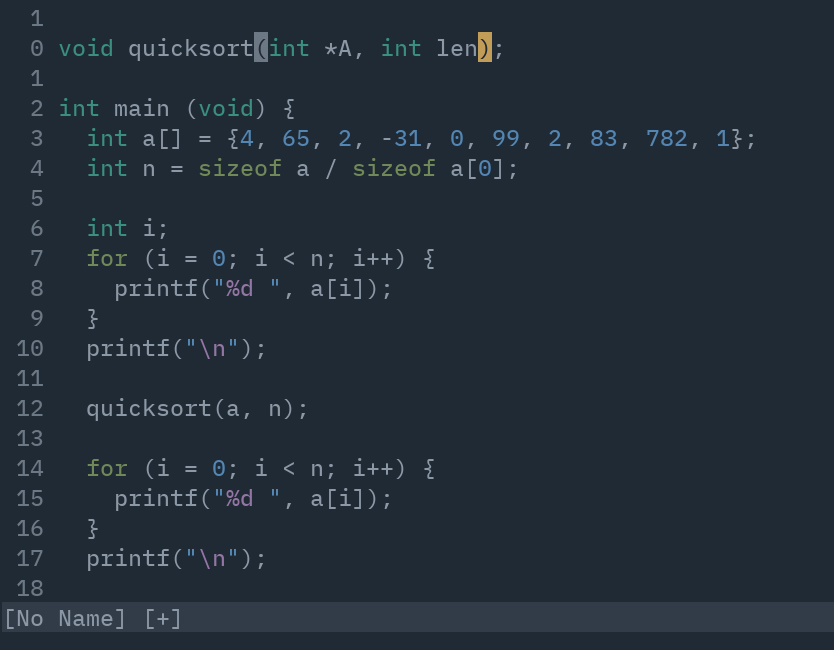 1
0 void quicksort(int *A, int len);
1
2 int main (void) {
3   int a[] = {4, 65, 2, -31, 0, 99, 2, 83, 782, 1};
4   int n = sizeof a / sizeof a[0];
5
6   int i;
7   for (i = 0; i < n; i++) {
8     printf("%d ", a[i]);
9   }
10   printf("\n");
11
12   quicksort(a, n);
13
14   for (i = 0; i < n; i++) {
15     printf("%d ", a[i]);
16   }
17   printf("\n");
18
[No Name] [+]